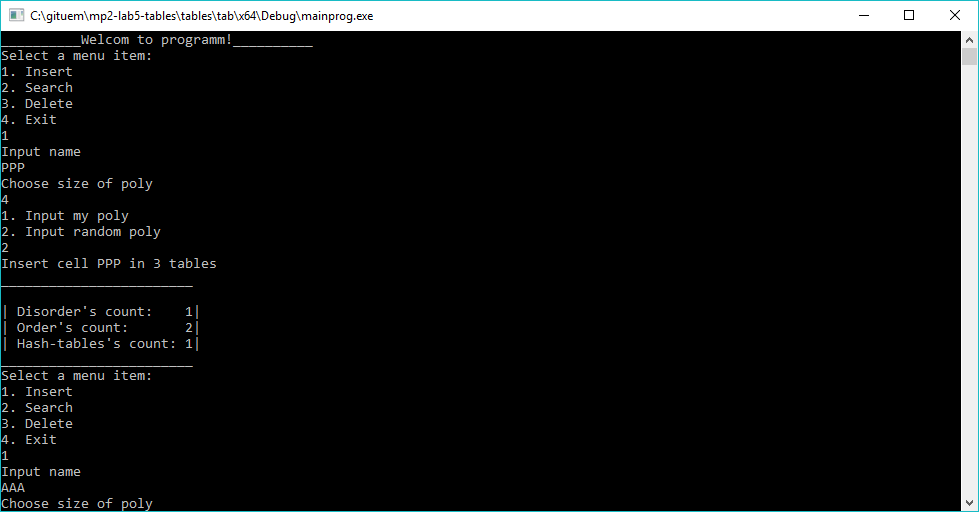 C:\gituem\mp2-lab5-tables\tables\tab\x64\Debug\mainprog.exe
__________Welcom to programm!__________
Select a menu item:
1. Insert
2. Search
3. Delete
4. Exit
1
Input name
PPP
Choose size of poly
4
1. Input my poly
2. Input random poly
2
Insert cell PPP in 3 tables
________________________
| Disorder's count:    1|
| Order's count:       2|
| Hash-tables's count: 1|
________________________
Select a menu item:
1. Insert
2. Search
3. Delete
4. Exit
1
Input name
AAA
Choose size of poly